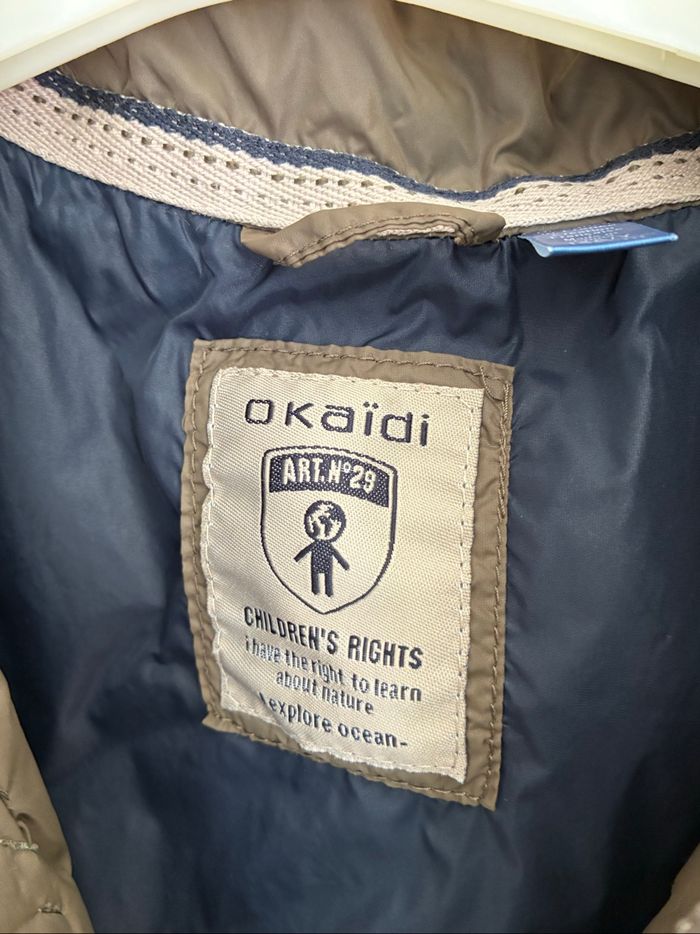 okaïdi
ART.N°29
CHILDREN'S RIGHTS
i have the right to learn
about nature
\explore ocean-